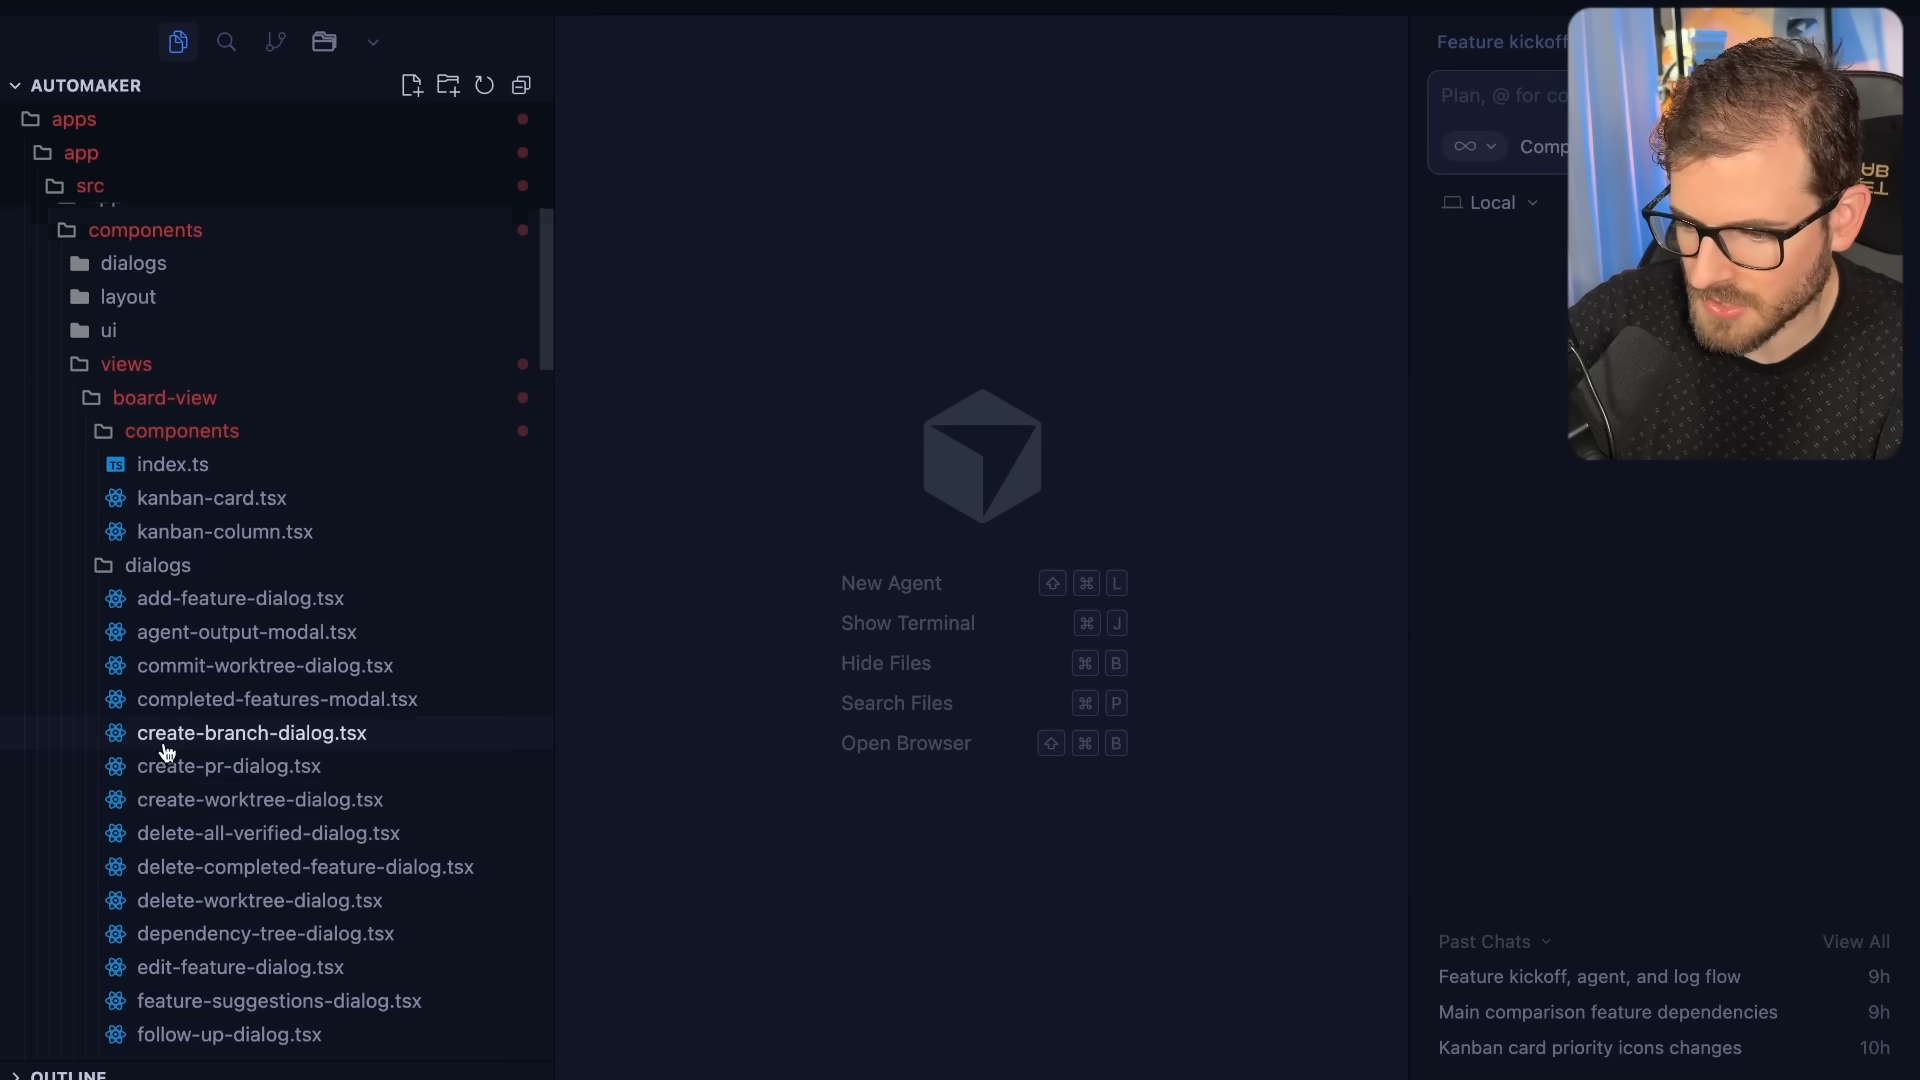 Feature kickoff
AUTOMAKER
Plan, @ for co
apps
Comp
app
src
Local
components
dialogs
layout
ui
views
board-view
components
index.ts
kanban-card.tsx
kanban-column.tsx
dialogs
add-feature-dialog.tsx
agent-output-modal.tsx
commit-worktree-dialog.tsx
completed-features-modal.tsx
create-branch-dialog.tsx
create-pr-dialog.tsx
create-worktree-dialog.tsx
delete-all-verified-dialog.tsx
delete-completed-feature-dialog.tsx
delete-worktree-dialog.tsx
dependency-tree-dialog.tsx
edit-feature-dialog.tsx
feature-suggestions-dialog.tsx
follow-up-dialog.tsx
OUTLINE
New Agent ⇧ ⌘ L
Show Terminal ⌘ J
Hide Files ⌘ B
Search Files ⌘ P
Open Browser ⇧ ⌘ B
Past Chats View All
Feature kickoff, agent, and log flow 9h
Main comparison feature dependencies 9h
Kanban card priority icons changes 10h